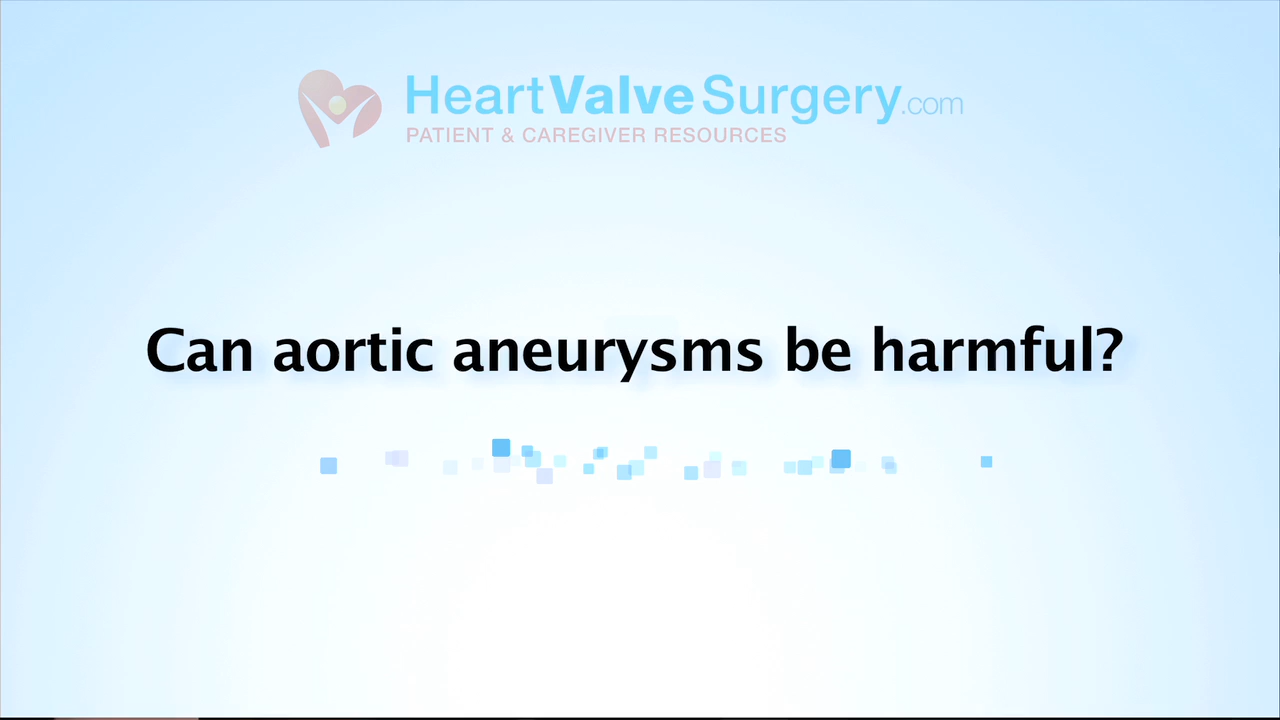 HeartValveSurgery.com
PATIENT & CAREGIVER RESOURCES
Can aortic aneurysms be harmful?